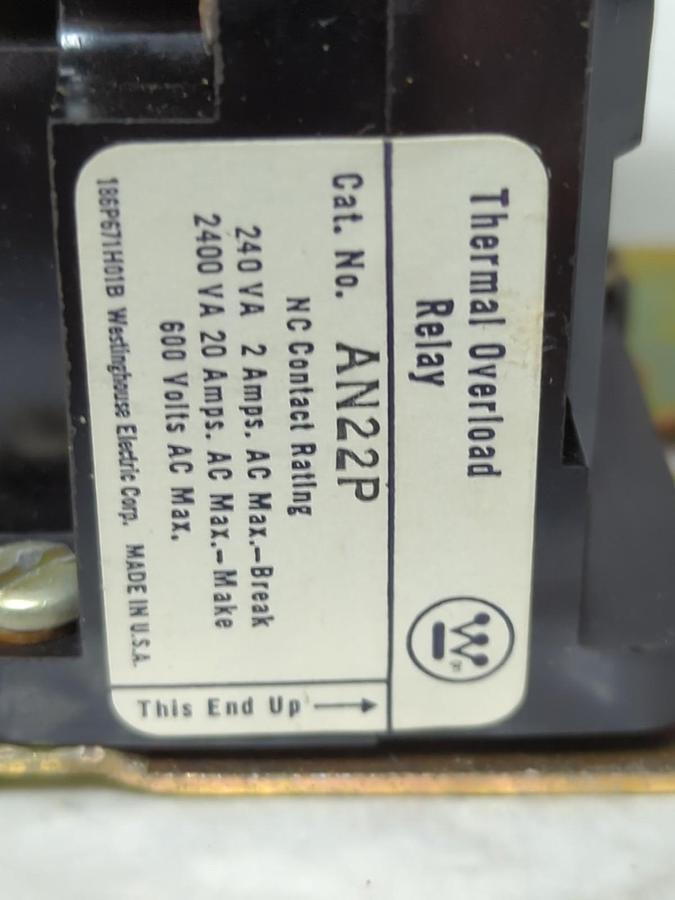 Thermal Overload
Relay
W
Cat. No. AN22P
NC Contact Rating
240 VA 2 Amps. AC Max.-Break
2400 VA 20 Amps. AC Max.-Make
600 Volts AC Max.
186P671H01B Westinghouse Electric Corp. MADE IN U.S.A.
This End Up